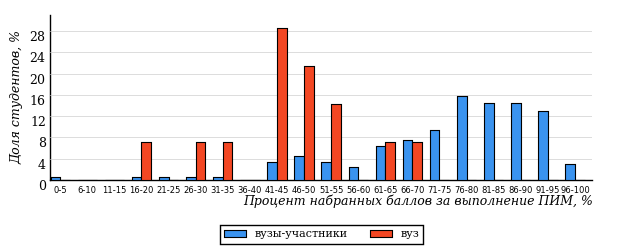 Доля студентов, %
28
24
20
16
12
8
4
0
0-5 6-10 11-15 16-20 21-25 26-30 31-35 36-40 41-45 46-50 51-55 56-60 61-65 66-70 71-75 76-80 81-85 86-90 91-95 96-100
Процент набранных баллов за выполнение ПИМ, %
вузы-участники вуз